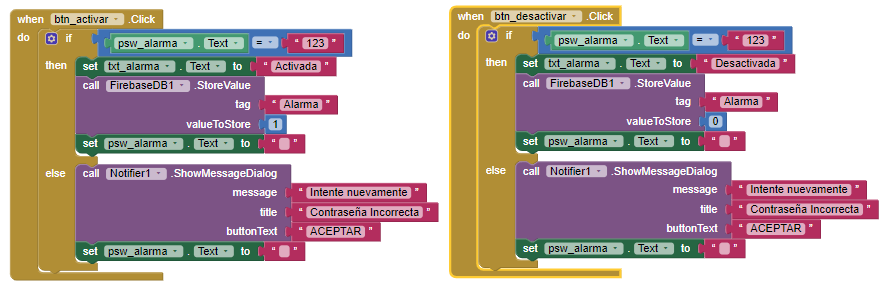 when btn_activar .Click
do if psw_alarma . Text = " 123 "
then set txt_alarma . Text to " Activada "
call FirebaseDB1 .StoreValue
tag " Alarma "
valueToStore 1
set psw_alarma . Text to " "
else call Notifier1 .ShowMessageDialog
message " Intente nuevamente "
title " Contraseña Incorrecta "
buttonText " ACEPTAR "
set psw_alarma . Text to " "
when btn_desactivar .Click
do if psw_alarma . Text = " 123 "
then set txt_alarma . Text to " Desactivada "
call FirebaseDB1 .StoreValue
tag " Alarma "
valueToStore 0
set psw_alarma . Text to " "
else call Notifier1 .ShowMessageDialog
message " Intente nuevamente "
title " Contraseña Incorrecta "
buttonText " ACEPTAR "
set psw_alarma . Text to " "